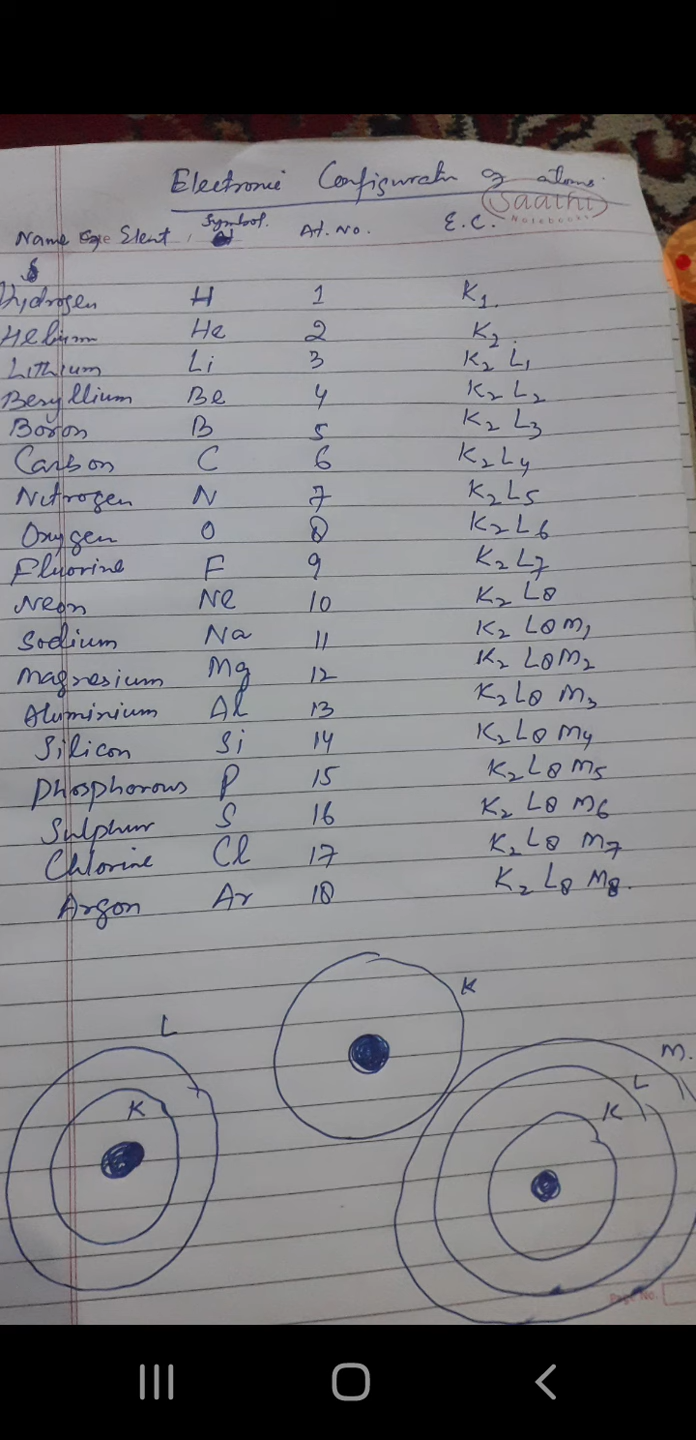 Electronic Configuratn of atoms.
Saathi
Notebooks
Name of Elent, Symbol. At. No. E.C.
Hydrogen H 1 K1.
Helium He 2 K2.
Lithium Li 3 K2 L1
Beryllium Be 4 K2 L2
Boron B 5 K2 L3
Carbon C 6 K2 L4
Nitrogen N 7 K2 L5
Oxygen O 8 K2 L6
Fluorine F 9 K2 L7
Neon Ne 10 K2 L8
Sodium Na 11 K2 L8 M1
Magnesium Mg 12 K2 L8 M2
Aluminium Al 13 K2 L8 M3
Silicon Si 14 K2 L8 M4
Phosphorous P 15 K2 L8 M5
Sulphur S 16 K2 L8 M6
Chlorine Cl 17 K2 L8 M7
Argon Ar 18 K2 L8 M8.
K
L
K
M.
L
K
Page No.